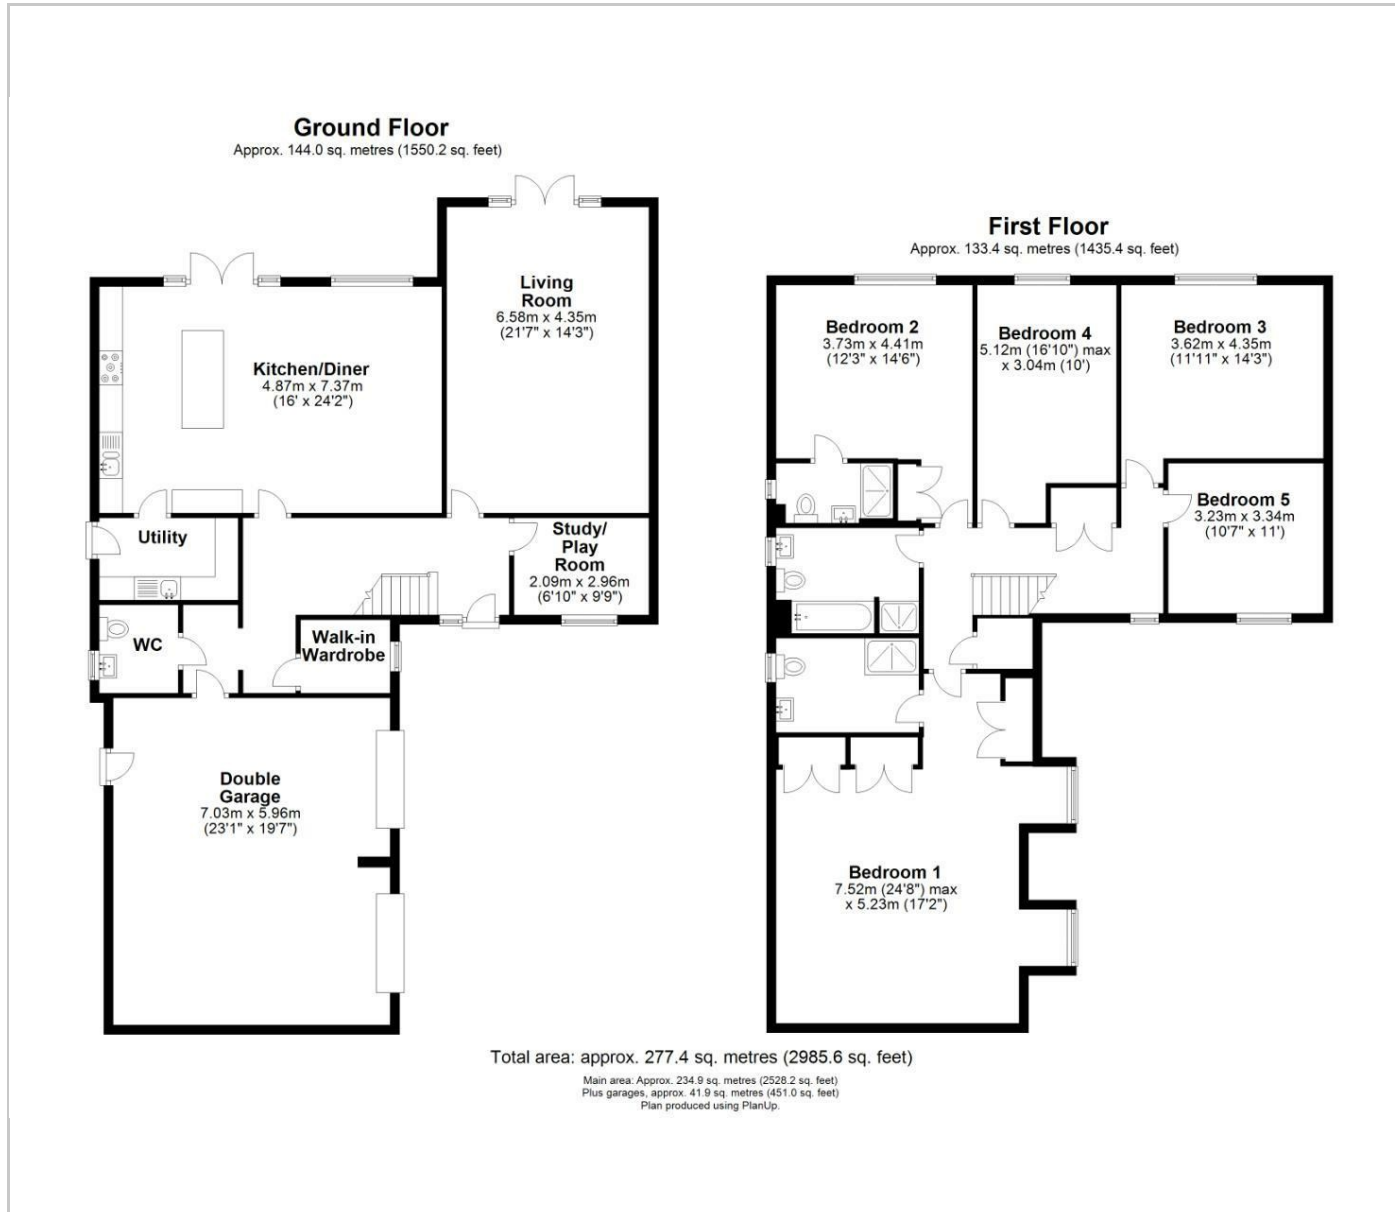 Ground Floor
Approx. 144.0 sq. metres (1550.2 sq. feet)
Living
Room
6.58m x 4.35m
(21'7" x 14'3")
Kitchen/Diner
4.87m x 7.37m
(16' x 24'2")
Utility
Study/
Play
Room
2.09m x 2.96m
(6'10" x 9'9")
WC
Walk-in
Wardrobe
Double
Garage
7.03m x 5.96m
(23'1" x 19'7")
First Floor
Approx. 133.4 sq. metres (1435.4 sq. feet)
Bedroom 2
3.73m x 4.41m
(12'3" x 14'6")
Bedroom 4
5.12m (16'10") max
x 3.04m (10')
Bedroom 3
3.62m x 4.35m
(11'11" x 14'3")
Bedroom 5
3.23m x 3.34m
(10'7" x 11')
Bedroom 1
7.52m (24'8") max
x 5.23m (17'2")
Total area: approx. 277.4 sq. metres (2985.6 sq. feet)
Main area: Approx. 234.9 sq. metres (2528.2 sq. feet)
Plus garages, approx. 41.9 sq. metres (451.0 sq. feet)
Plan produced using PlanUp.